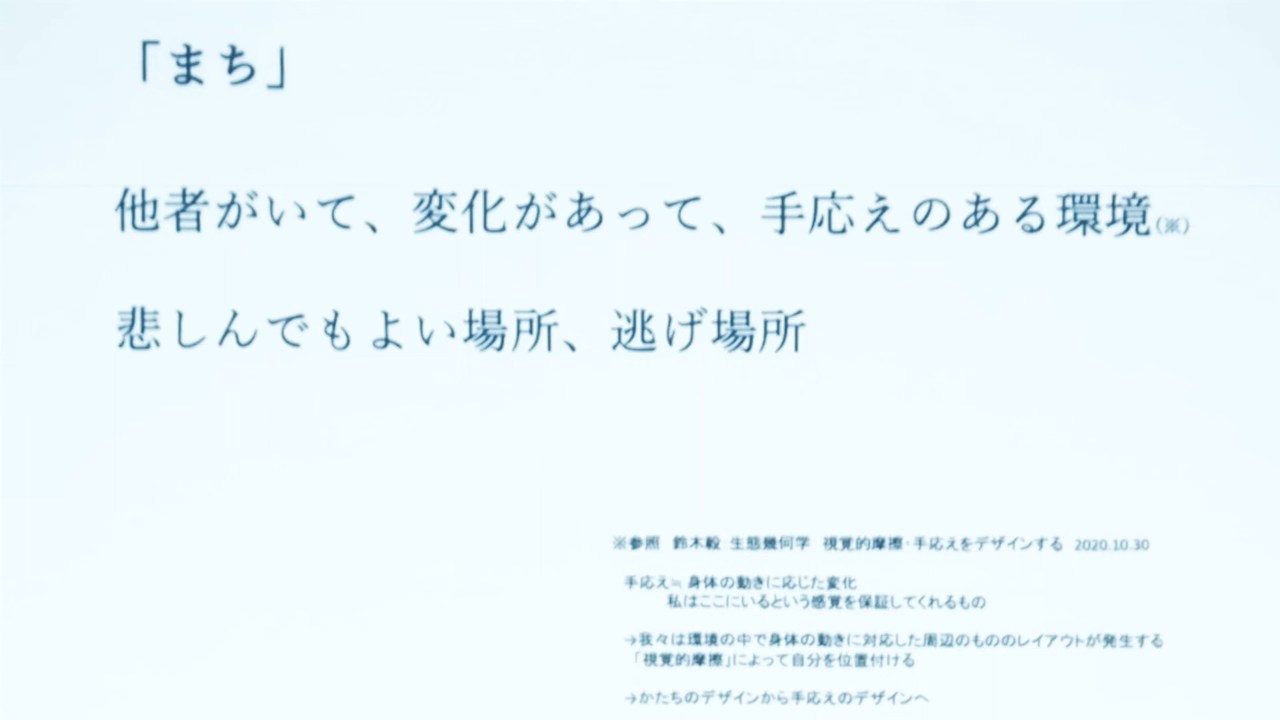 「まち」
他者がいて、変化があって、手応えのある環境(※)
悲しんでもよい場所、逃げ場所
※参照 鈴木毅 生態幾何学 視覚的摩擦・手応えをデザインする 2020.10.30
手応え≒ 身体の動きに応じた変化
私はここにいるという感覚を保証してくれるもの
→我々は環境の中で身体の動きに対応した周辺のもののレイアウトが発生する
「視覚的摩擦」によって自分を位置付ける
→かたちのデザインから手応えのデザインへ